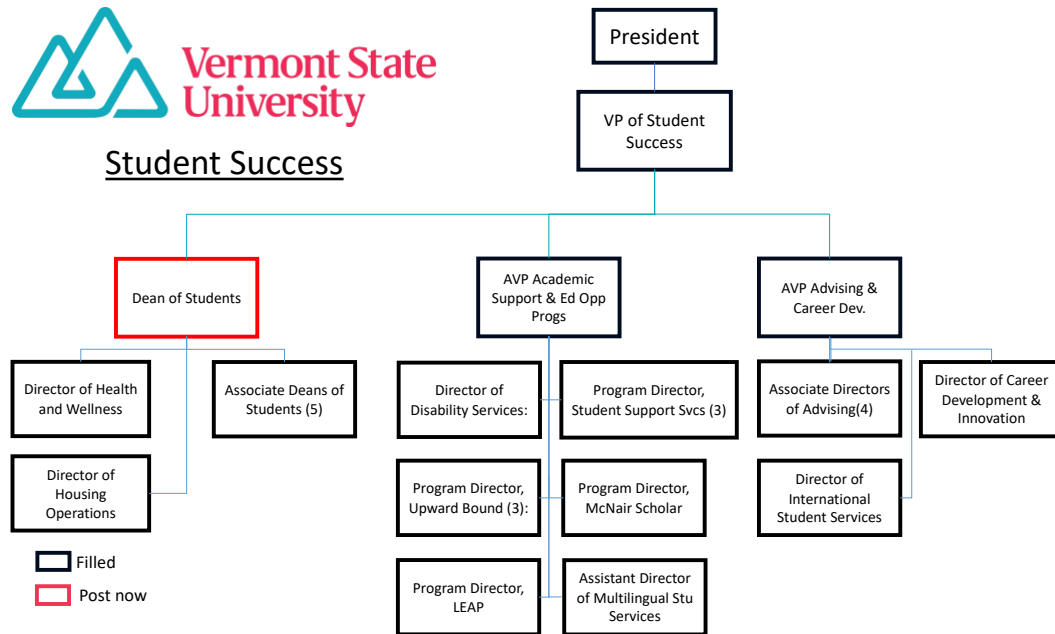 Vermont State
University
Student Success
President
VP of Student
Success
Dean of Students
AVP Academic
Support & Ed Opp
Progs
AVP Advising &
Career Dev.
Director of Health
and Wellness
Associate Deans of
Students (5)
Director of
Disability Services:
Program Director,
Student Support Svcs (3)
Associate Directors
of Advising(4)
Director of Career
Development &
Innovation
Director of
Housing
Operations
Program Director,
Upward Bound (3):
Program Director,
McNair Scholar
Director of
International
Student Services
Filled
Post now
Program Director,
LEAP
Assistant Director
of Multilingual Stu
Services